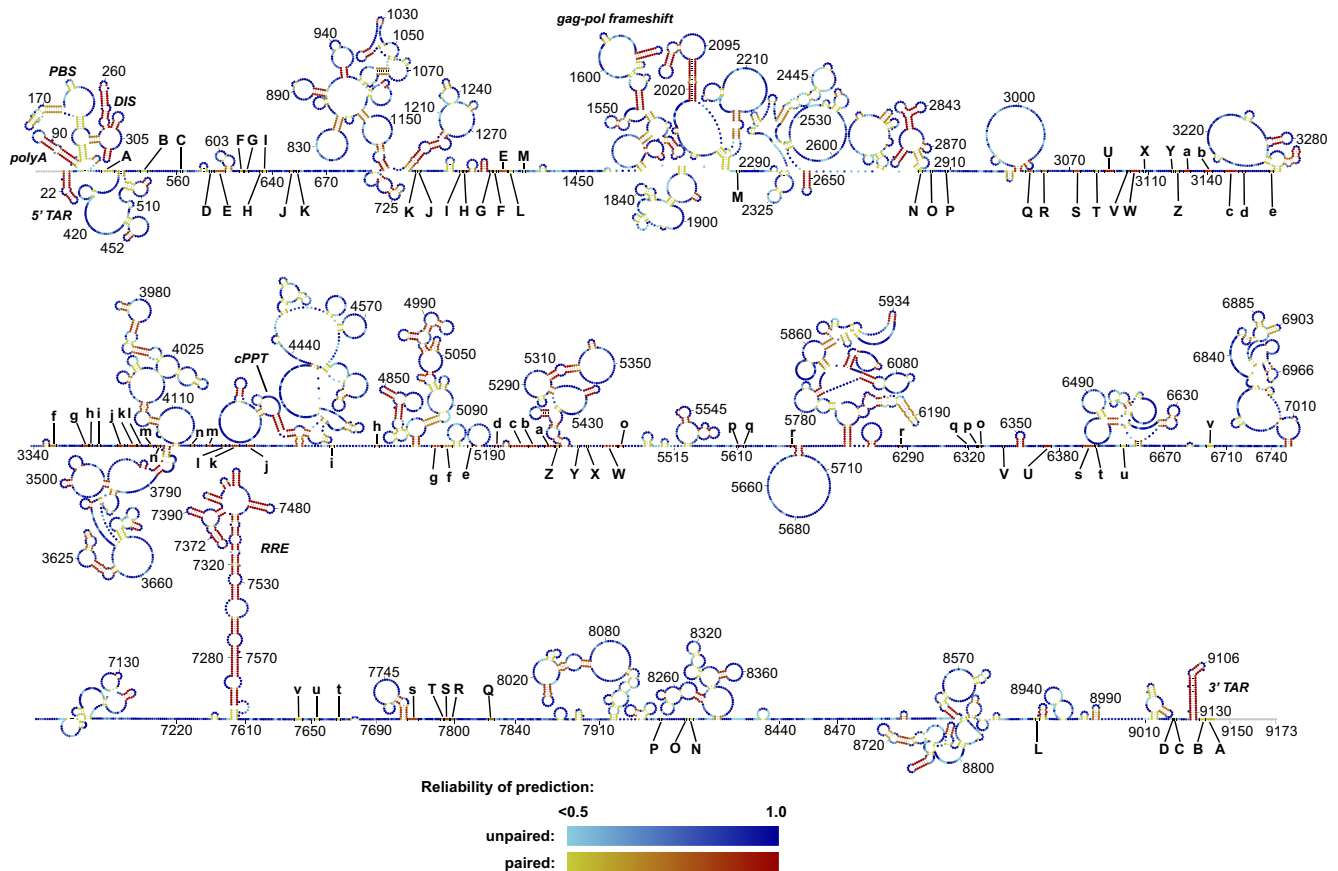 1030
940 1050 gag-pol frameshift 2095
PBS 260 1070 1600 2210 2445
170 DIS 890 1240 2020
90 305 1210 1550 2530 2843 3000
polyA A B C 603 F G I 830 1150 1270 E M 2600 2870 3070 U X Y a b 3220 3280
22 560 640 670 1450 2290 2650 2910 3110 3140
5' TAR 510 D E H J K 725 K J I H G F L 1840 M N O P Q R S T V W Z c d e
420 452 1900 2325
3980 4570 4990 5934 6885 6903
4025 4440 5050 5310 5350 5860 6840
cPPT 5290 6080 6490 6630 6966
4110 4850 5090 5430 5545 5780 6190 7010
f g h i j k l m n n m h d c b a o p q r r q p o 6350 v
3340 l k j i g f e 5190 Z Y X W 5515 5610 5710 6290 6320 V U 6380 s t u 6670 6710 6740
3500 3790 5660
7390 7480 5680
3625 3660 7372 RRE
7320 7530
7280 7570 8080 8320
7130 7745 8020 8260 8360 8570 9106
v u t s T S R Q 8940 8990 3' TAR
7220 7610 7650 7690 7800 7840 7910 8440 8470 9010 9130 9150 9173
P O N 8720 8800 L D C B A
Reliability of prediction:
<0.5 1.0
unpaired:
paired: